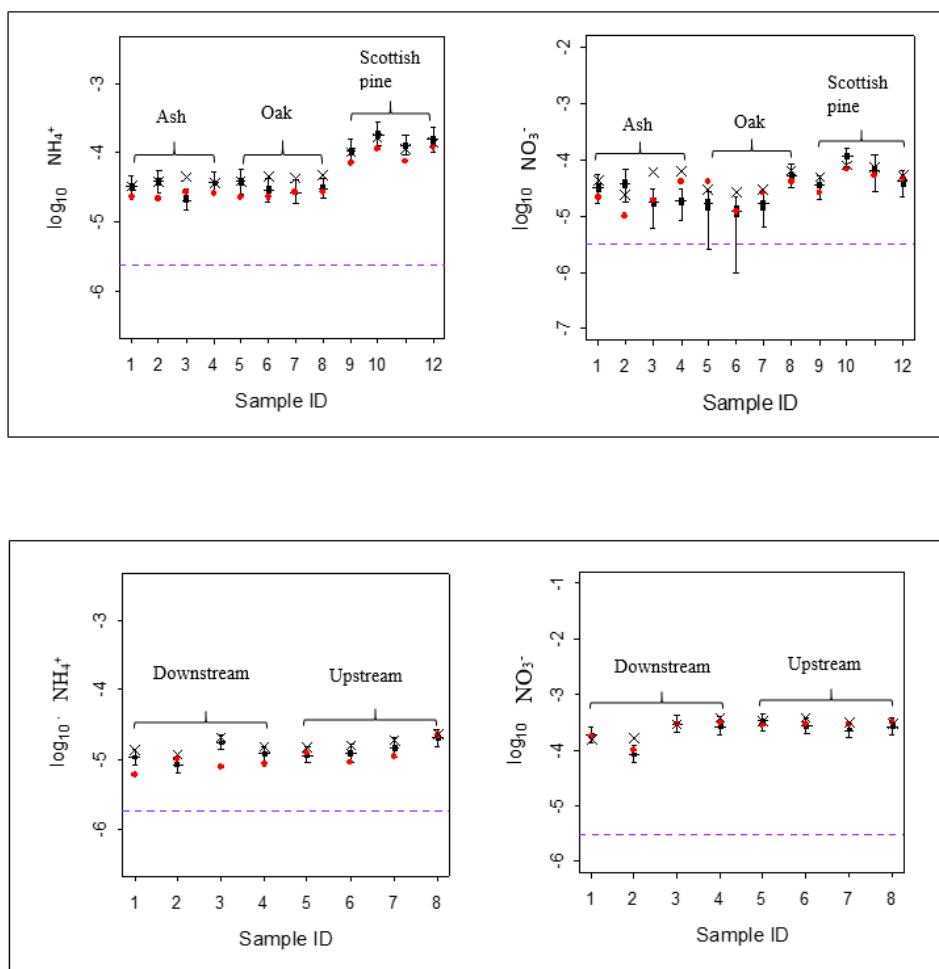 log10 NH4+
-3
-4
-5
-6
Ash
Oak
Scottish
pine
1 2 3 4 5 6 7 8 9 10 12
Sample ID
log10 NO3-
-2
-3
-4
-5
-6
-7
Ash
Oak
Scottish
pine
1 2 3 4 5 6 7 8 9 10 12
Sample ID
log10. NH4+
-3
-4
-5
-6
Downstream
Upstream
1 2 3 4 5 6 7 8
Sample ID
log10 NO3-
-1
-2
-3
-4
-5
-6
Downstream
Upstream
1 2 3 4 5 6 7 8
Sample ID